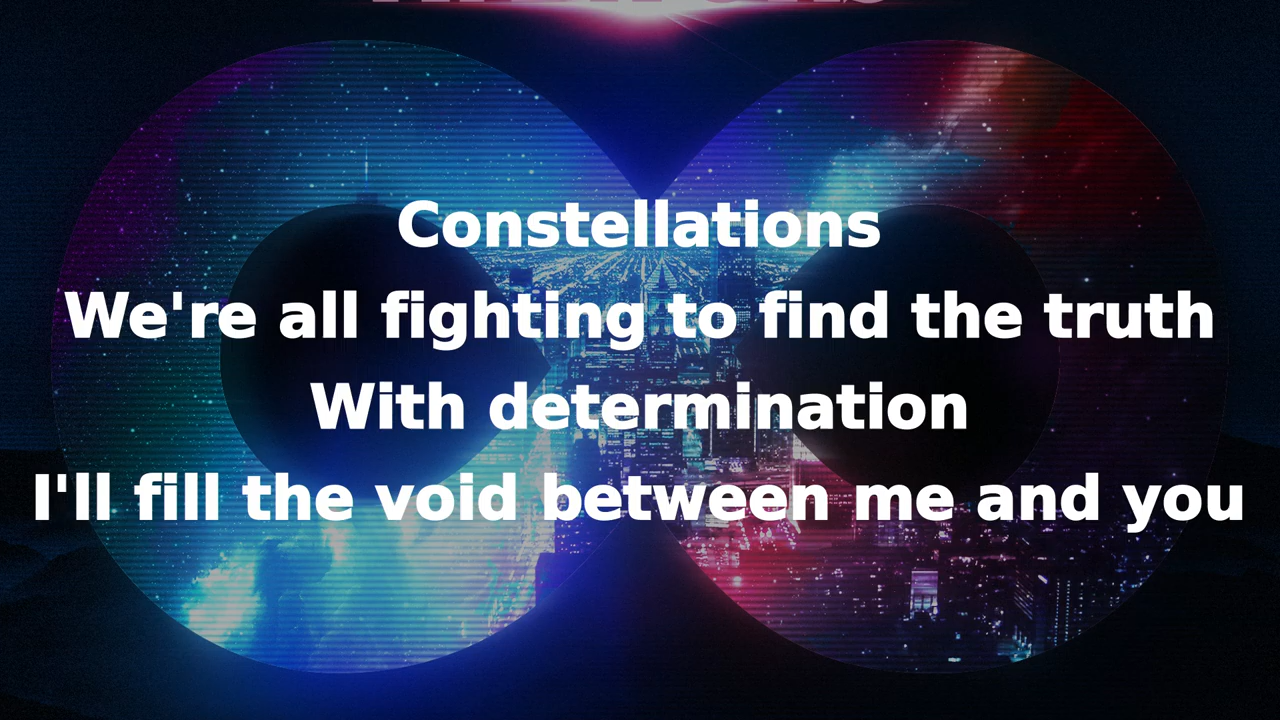 Constellations
We're all fighting to find the truth
With determination
I'll fill the void between me and you